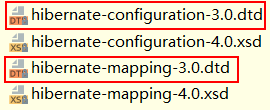 hibernate-configuration-3.0.dtd
hibernate-configuration-4.0.xsd
hibernate-mapping-3.0.dtd
hibernate-mapping-4.0.xsd